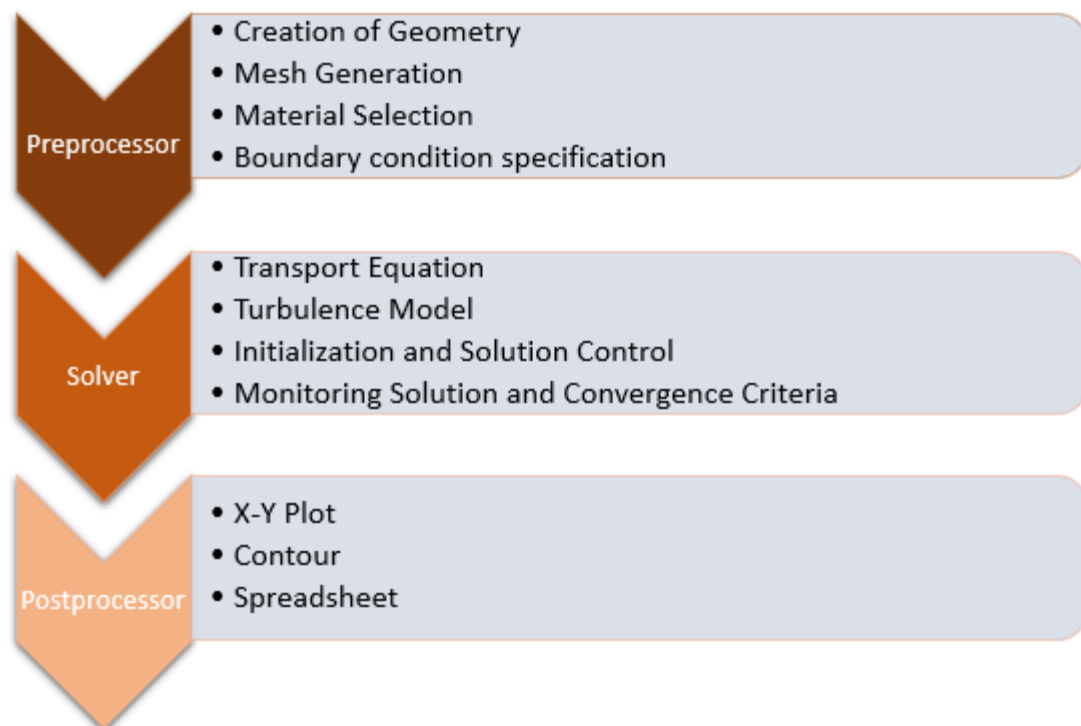 Preprocessor
• Creation of Geometry
• Mesh Generation
• Material Selection
• Boundary condition specification
Solver
• Transport Equation
• Turbulence Model
• Initialization and Solution Control
• Monitoring Solution and Convergence Criteria
Postprocessor
• X-Y Plot
• Contour
• Spreadsheet